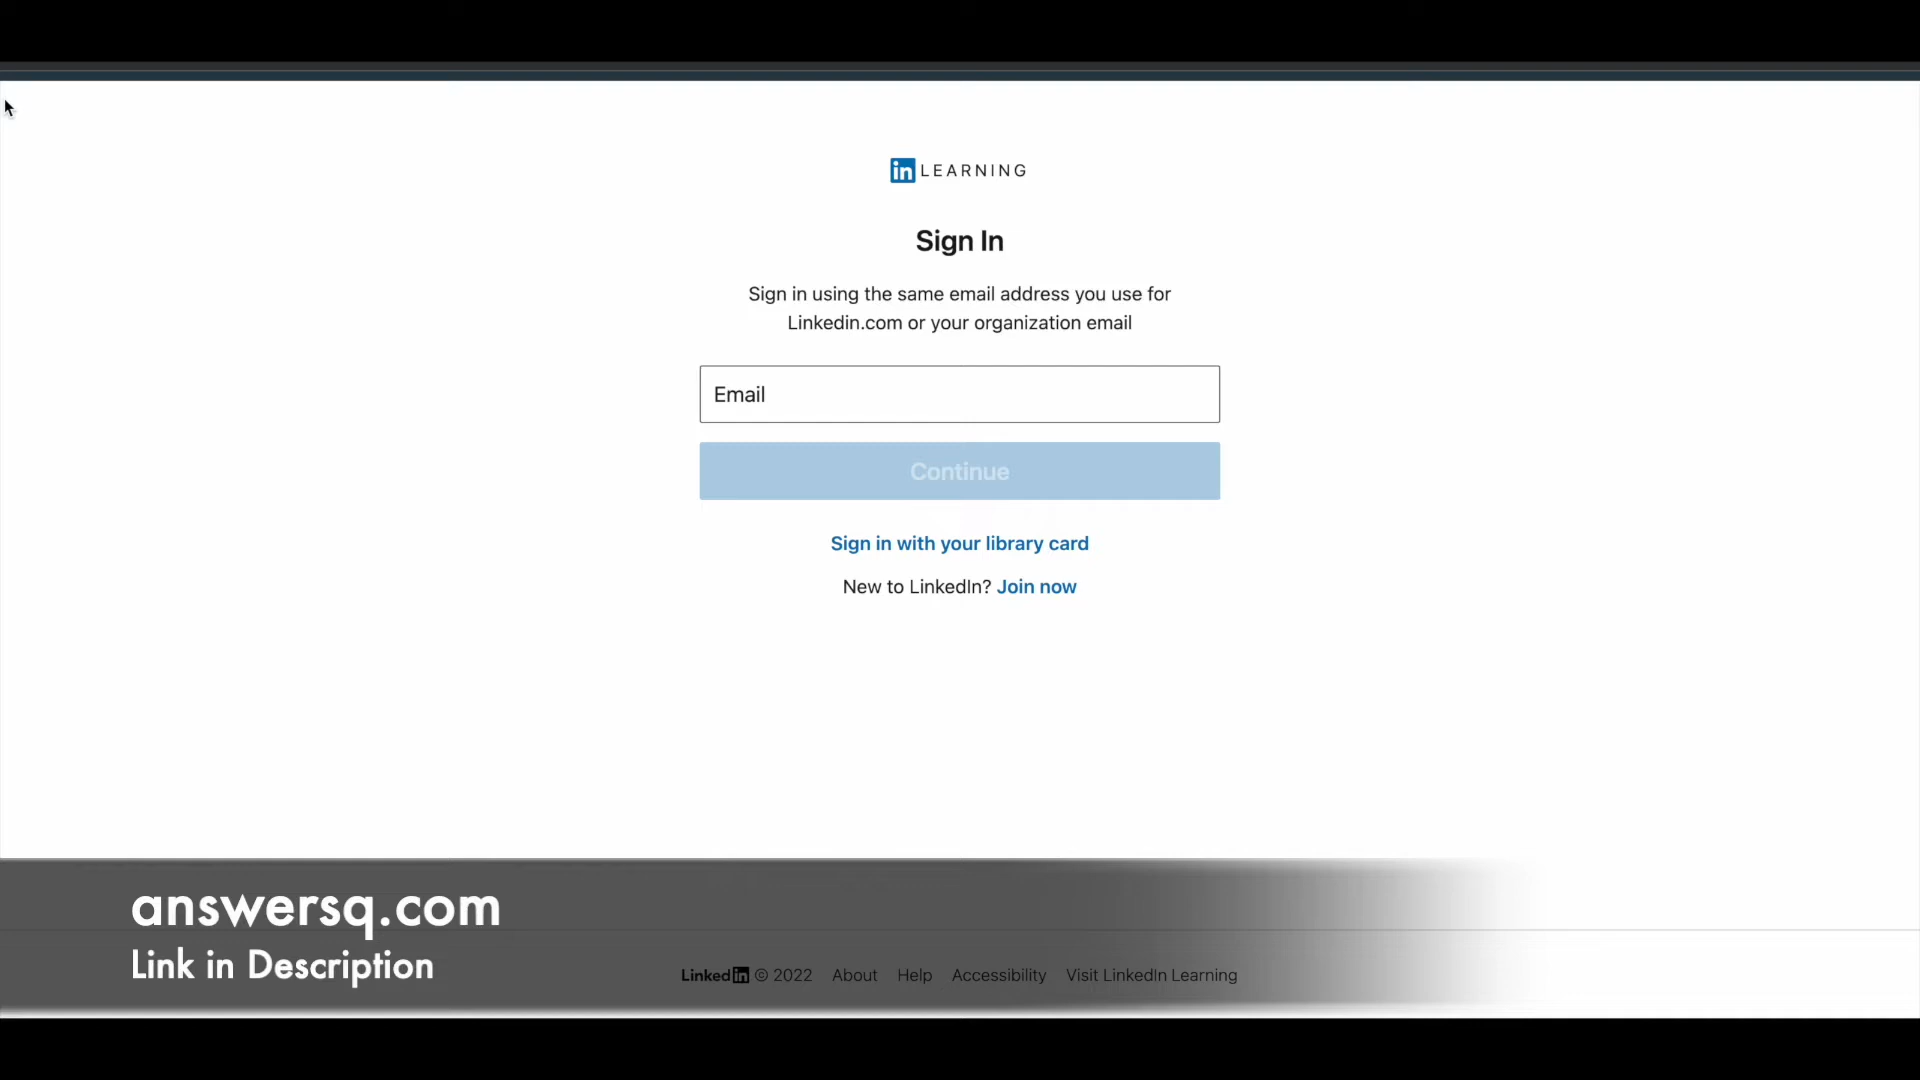 in LEARNING
Sign In
Sign in using the same email address you use for
Linkedin.com or your organization email
Email
Continue
Sign in with your library card
New to LinkedIn? Join now
answersq.com
Link in Description
Linked in © 2022 About Help Accessibility Visit LinkedIn Learning